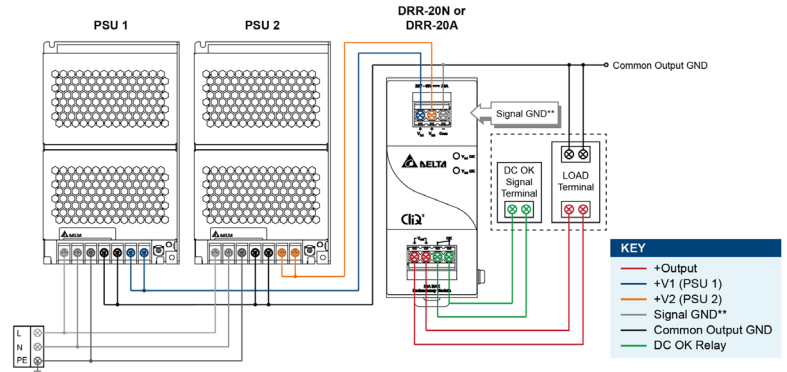 PSU 1
PSU 2
DRR-20N or
DRR-20A
Common Output GND
Signal GND**
DELTA
DC OK
Signal
Terminal
LOAD
Terminal
CliQ
DELTA
DELTA
L
N
PE
KEY
+Output
+V1 (PSU 1)
+V2 (PSU 2)
Signal GND**
Common Output GND
DC OK Relay